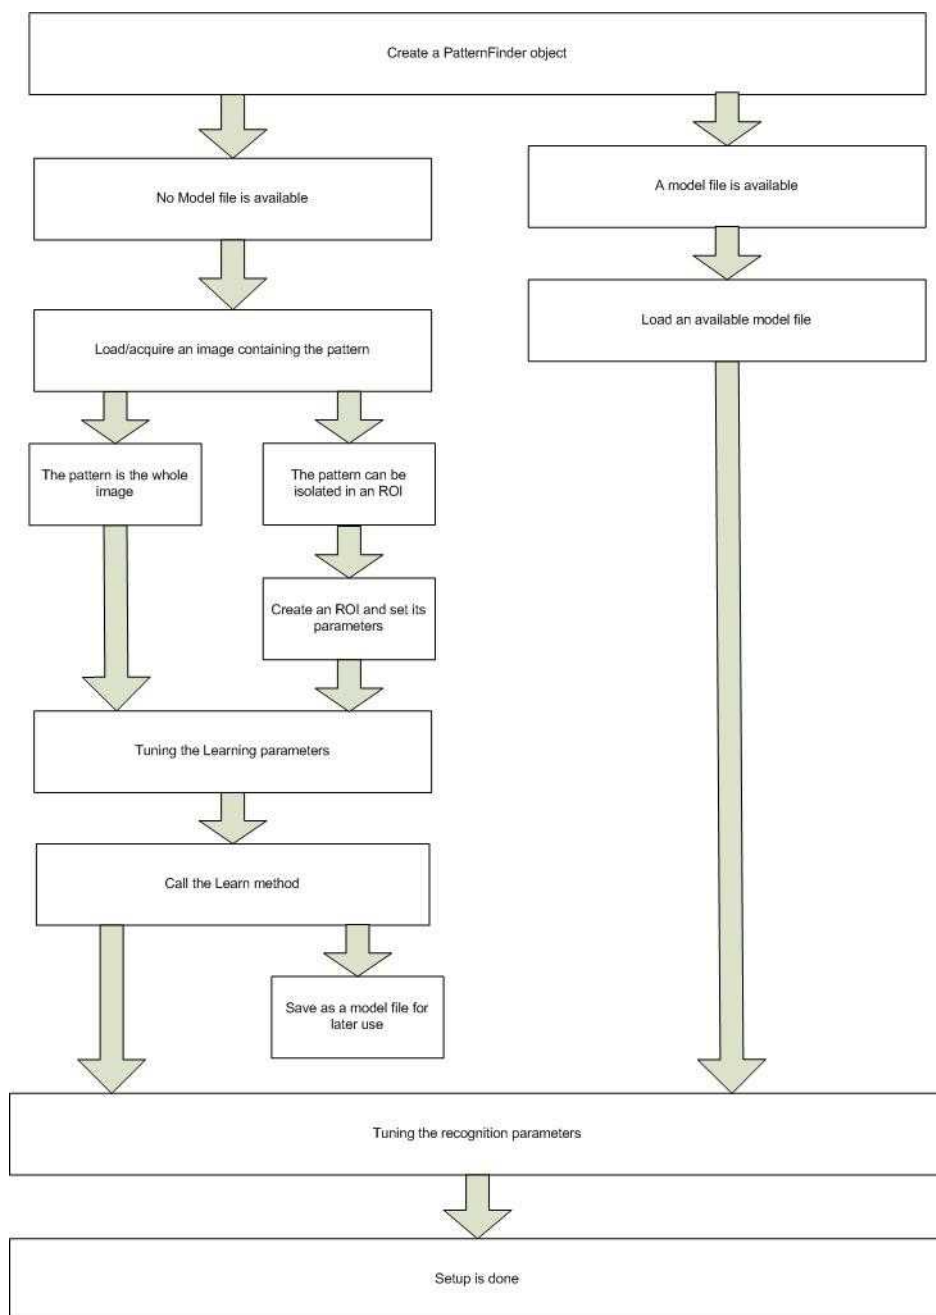 Create a PatternFinder object
No Model file is available
A model file is available
Load/acquire an image containing the pattern
Load an available model file
The pattern is the whole
image
The pattern can be
isolated in an ROI
Create an ROI and set its
parameters
Tuning the Learning parameters
Call the Learn method
Save as a model file for
later use
Tuning the recognition parameters
Setup is done